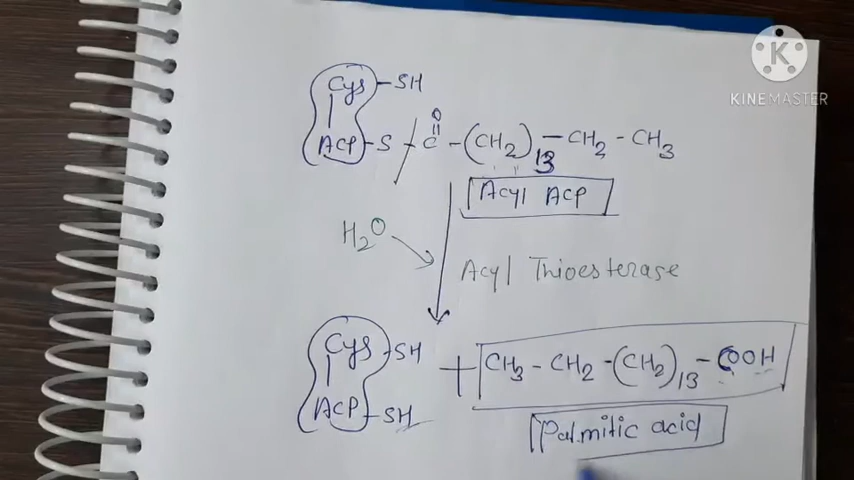 Cys-SH
ACP-S-C-(CH2)13-CH2-CH3
O
Acyl ACP
H2O
Acyl Thioesterase
Cys-SH
ACP-SH
+ CH3-CH2-(CH2)13-COOH
Palmitic acid
K
KINEMASTER